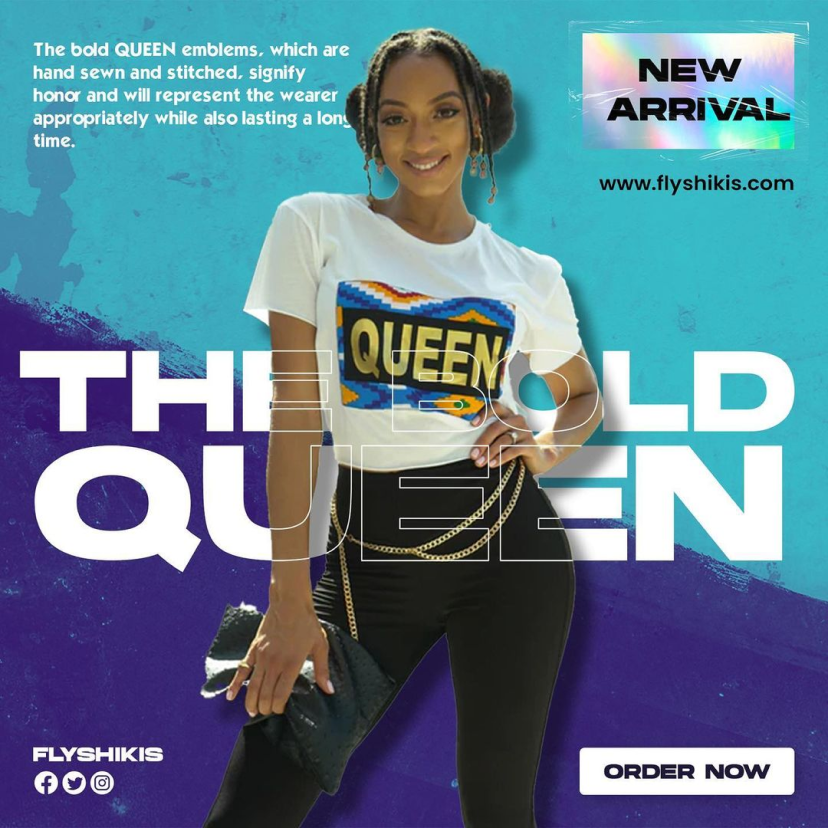 The bold QUEEN emblems, which are
hand sewn and stitched, signify
honor and will represent the wearer
appropriately while also lasting a long
time.
NEW
ARRIVAL
www.flyshikis.com
QUEEN
THE BOLD
QUEEN
FLYSHIKIS
ORDER NOW